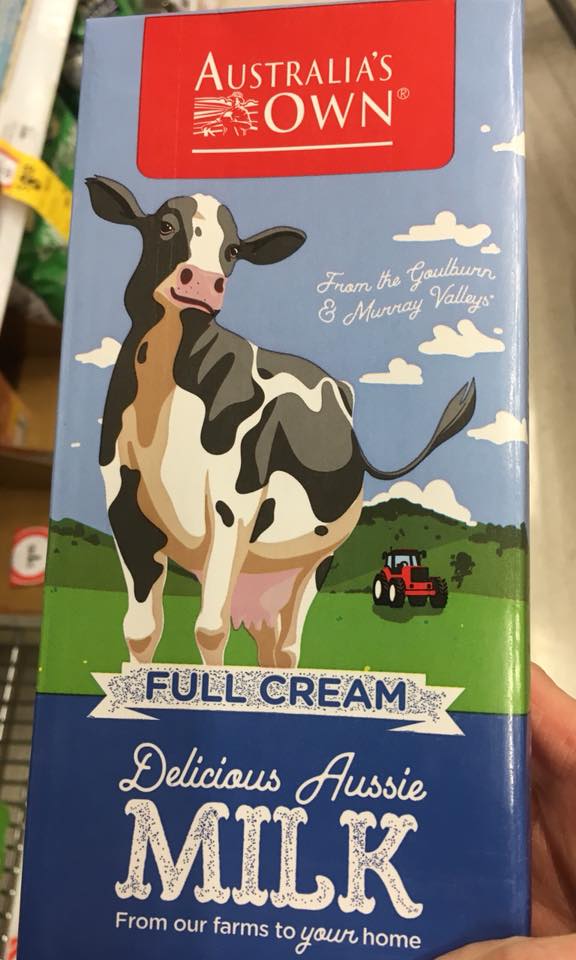 AUSTRALIA'S
OWN®
From the Goulburn
& Murray Valleys
FULL CREAM
Delicious Aussie
MILK
From our farms to your home